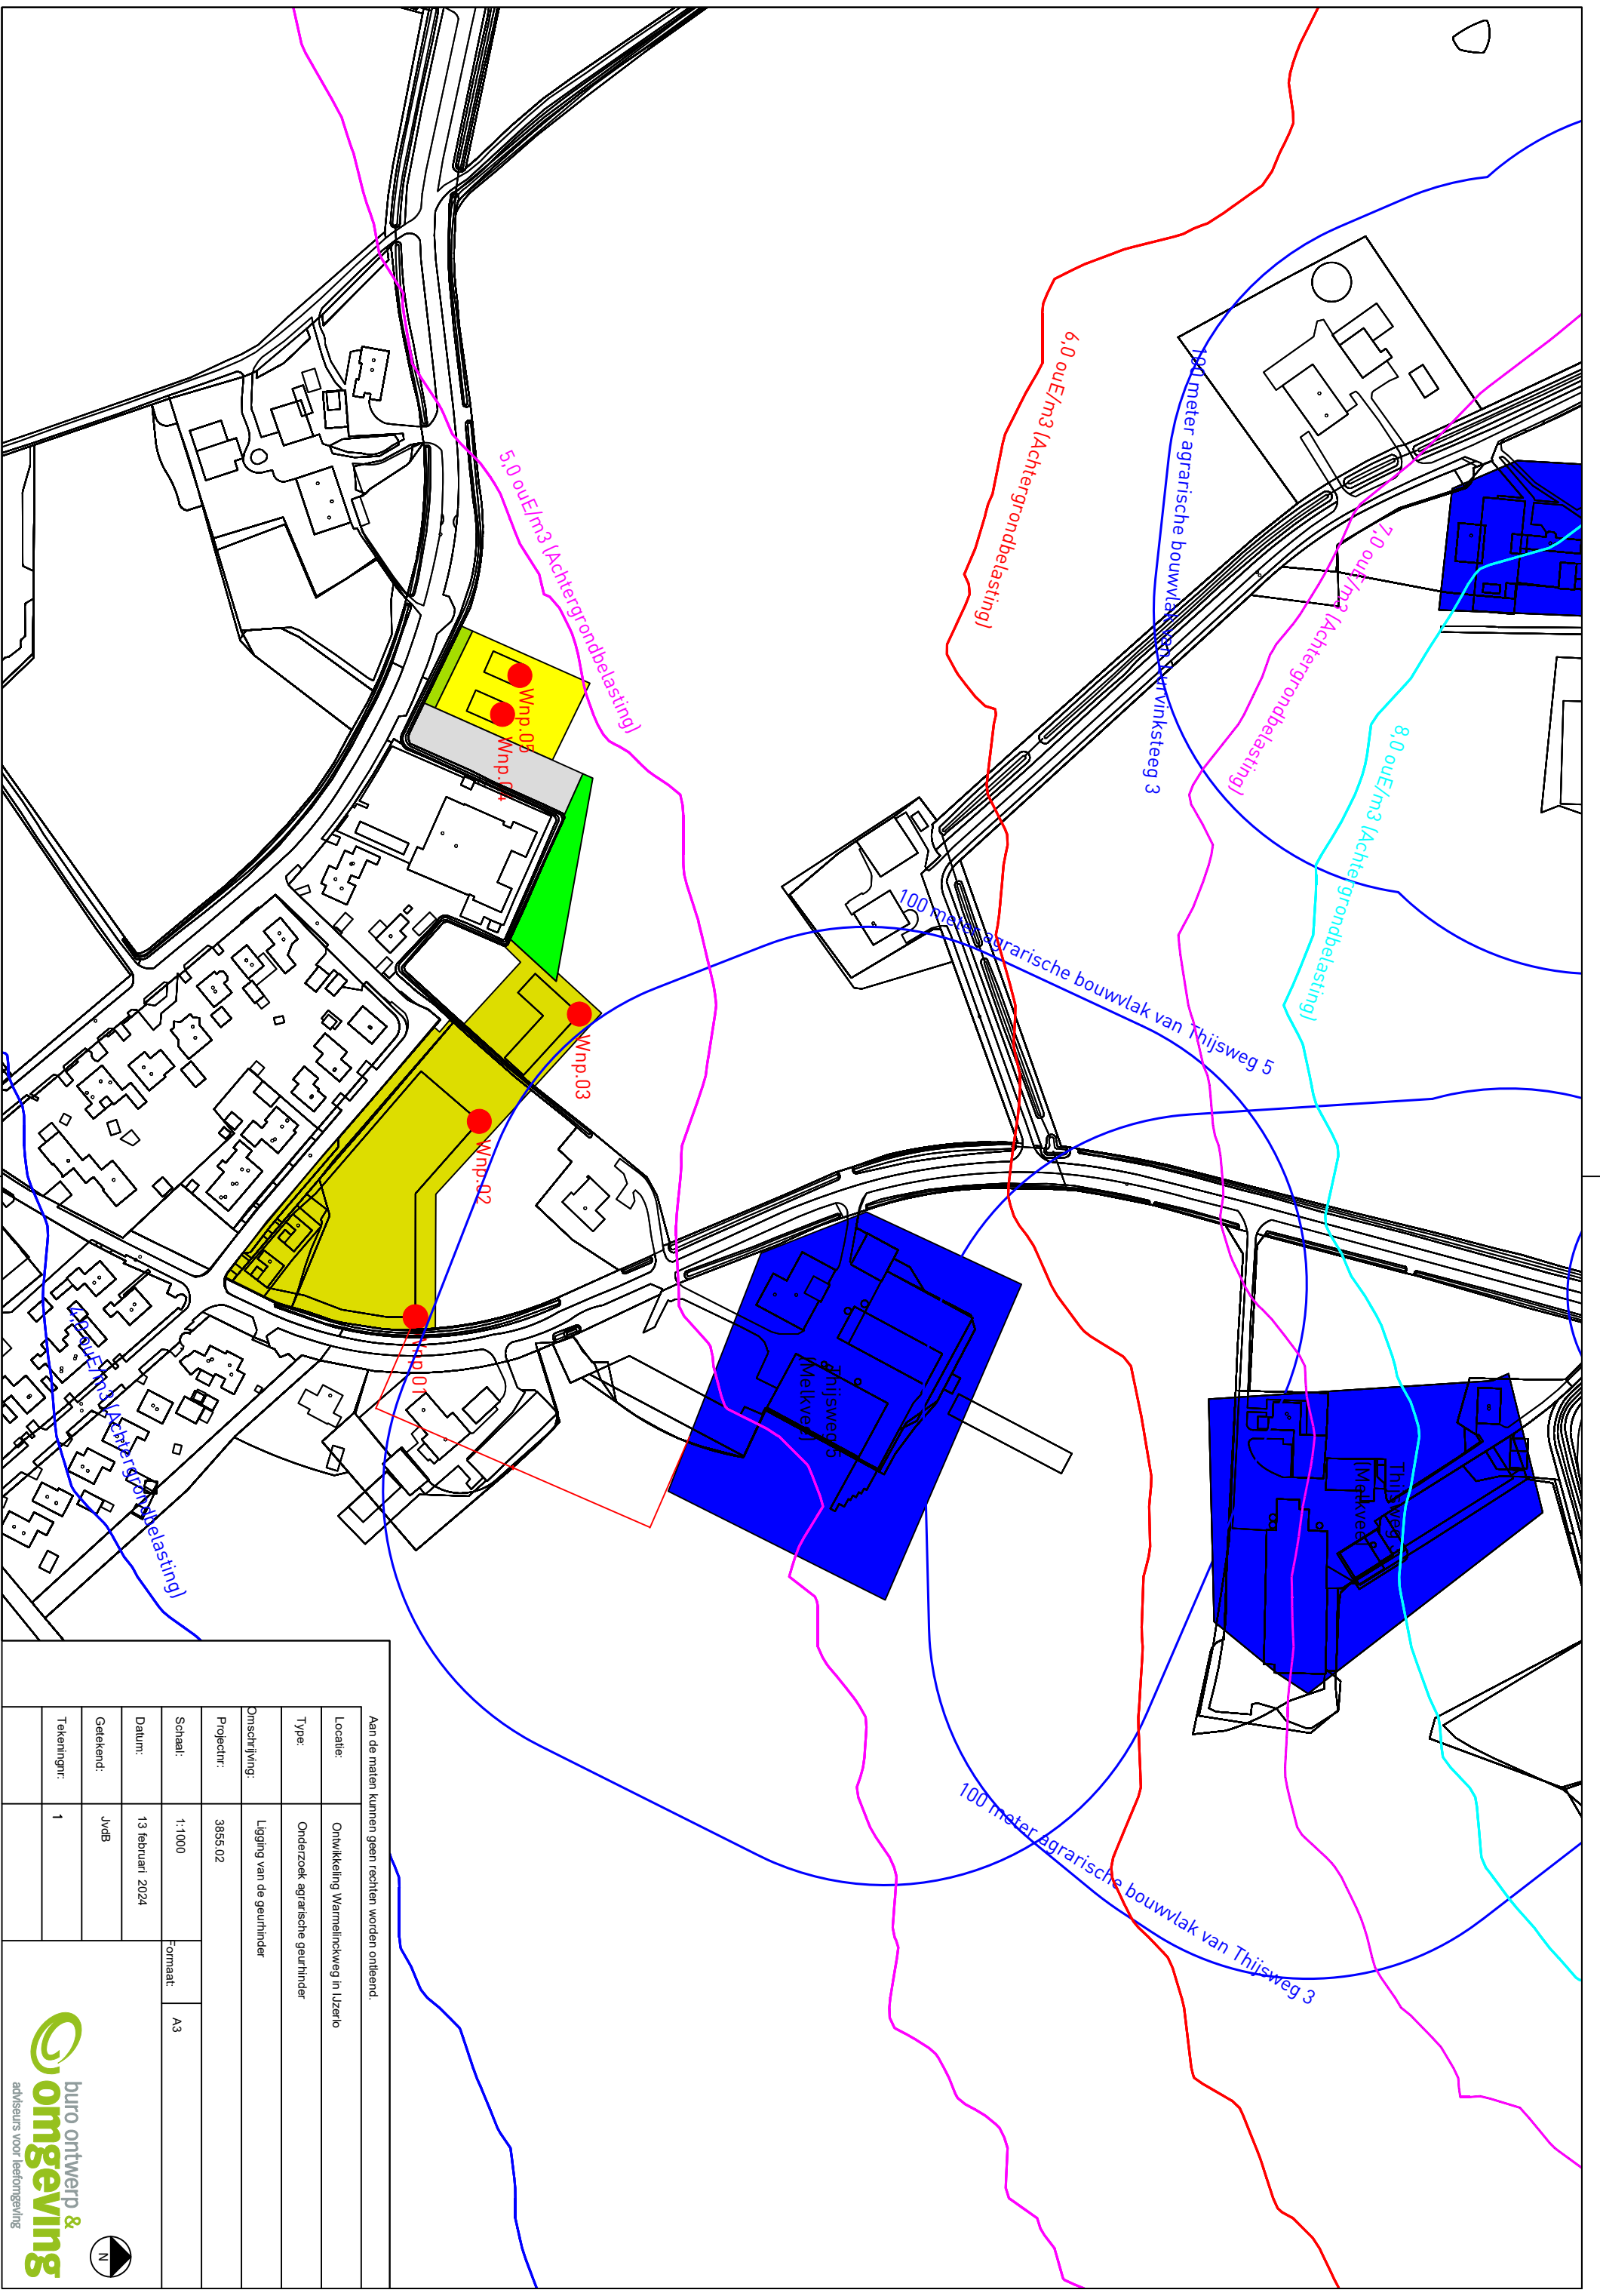 6,0 ouE/m3 (Achtergrondbelasting)
100 meter agrarische bouwvlak van Kurvinksteeg 3
7,0 ouE/m3 (Achtergrondbelasting)
8,0 ouE/m3 (Achtergrondbelasting)
5,0 ouE/m3 (Achtergrondbelasting)
Wnp.05
Wnp.04
100 meter agrarische bouwvlak van Thijsweg 5
Wnp.03
Wnp.02
Wnp.01
Thijsweg 5
(Melkvee)
Thijsweg
(Melkvee)
4,0 ouE/m3 (Achtergrondbelasting)
100 meter agrarische bouwvlak van Thijsweg 3
Aan de maten kunnen geen rechten worden ontleend.
Locatie: Ontwikkeling Warmelinckweg in IJzerlo
Type: Onderzoek agrarische geurhinder
Omschrijving: Ligging van de geurhinder
Projectnr: 3855.02
Schaal: 1:1000 Formaat: A3
Datum: 13 februari 2024
Getekend: JvdB
Tekeningnr: 1
buro ontwerp &
omgeving
adviseurs voor leefomgeving
N